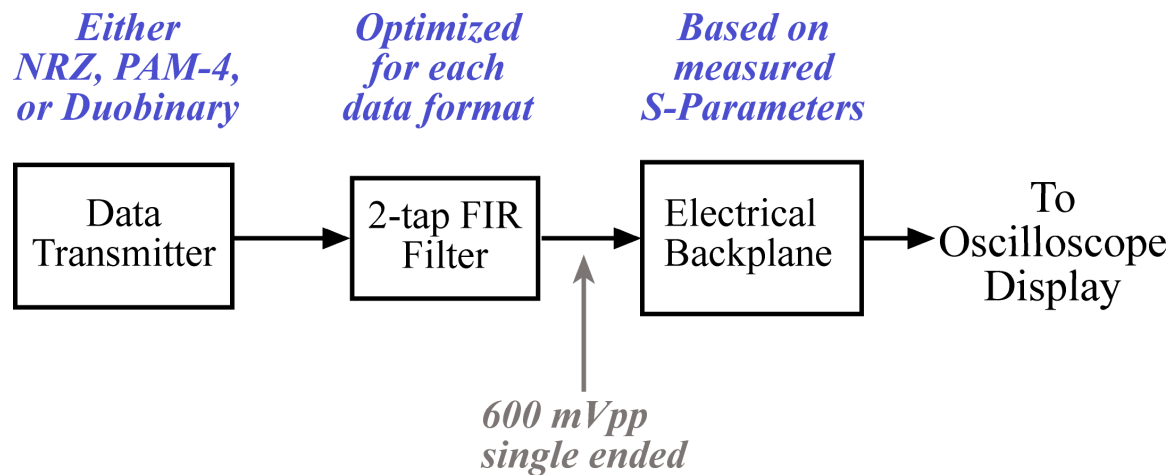 Either
NRZ, PAM-4,
or Duobinary
Optimized
for each
data format
Based on
measured
S-Parameters
Data
Transmitter
2-tap FIR
Filter
Electrical
Backplane
To
Oscilloscope
Display
600 mVpp
single ended